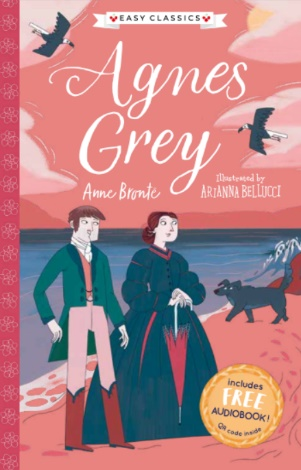 EASY CLASSICS
Agnes
Grey
Anne Brontë
Illustrated by
ARIANNA BELLUCCI
includes
FREE
AUDIOBOOK!
QR code inside